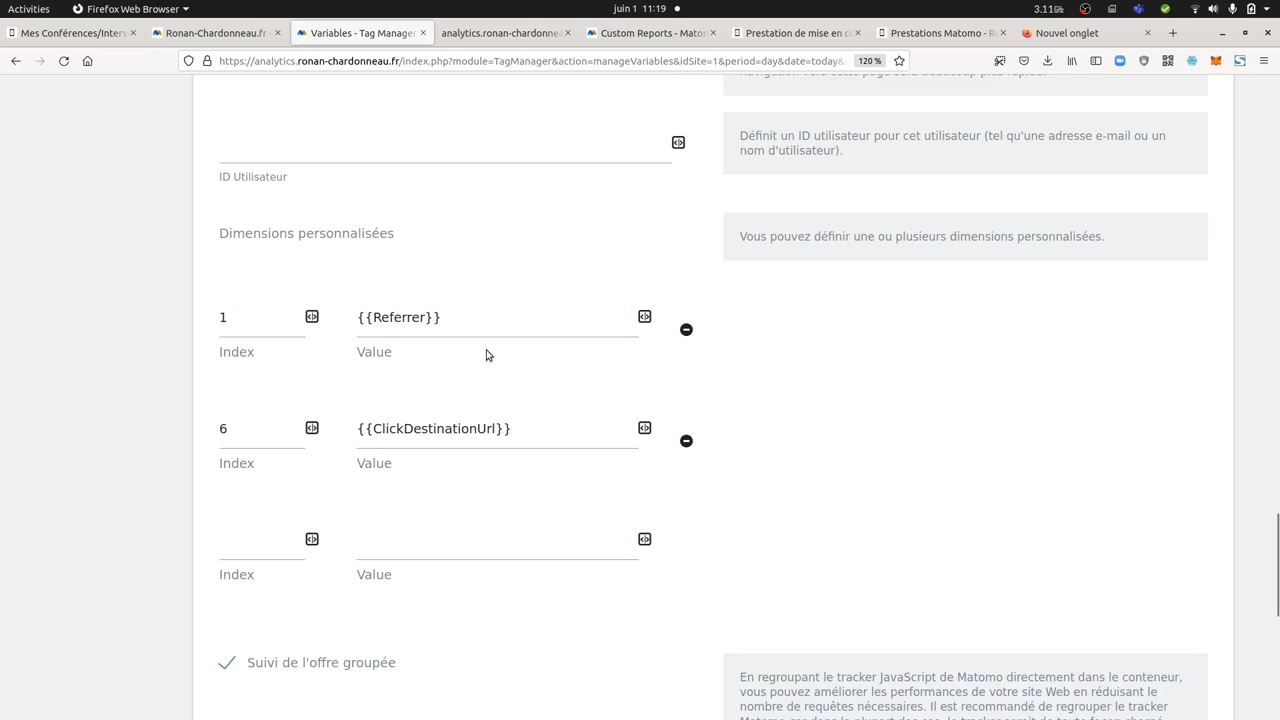 Activities
Firefox Web Browser
juin 1 11:19
3.11
Mes Conférences/Interv
Ronan-Chardonneau.fr -
Variables - Tag Manager
analytics.ronan-chardonnea
Custom Reports - Matom
Prestation de mise en co
Prestations Matomo - R
Nouvel onglet
https://analytics.ronan-chardonneau.fr/index.php?module=TagManager&action=manageVariables&idSite=1&period=day&date=today&
120 %
Définit un ID utilisateur pour cet utilisateur (tel qu'une adresse e-mail ou un
nom d'utilisateur).
ID Utilisateur
Dimensions personnalisées
Vous pouvez définir une ou plusieurs dimensions personnalisées.
1
{{Referrer}}
Index
Value
6
{{ClickDestinationUrl}}
Index
Value
Index
Value
Suivi de l'offre groupée
En regroupant le tracker JavaScript de Matomo directement dans le conteneur,
vous pouvez améliorer les performances de votre site Web en réduisant le
nombre de requêtes nécessaires. Il est recommandé de regrouper le tracker